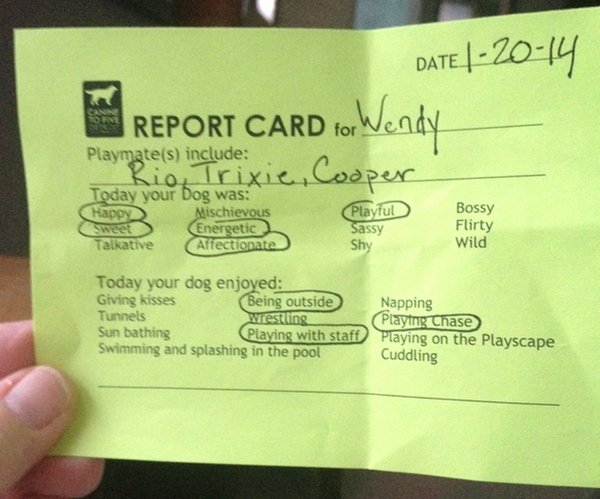 DATE 1-20-14
CANINE
TO FIVE
REPORT CARD for Wendy
Playmate(s) include:
Rio, Trixie, Cooper
Today your Dog was:
Happy Mischievous Playful Bossy
Sweet Energetic Sassy Flirty
Talkative Affectionate Shy Wild
Today your dog enjoyed:
Giving kisses Being outside Napping
Tunnels Wrestling Playing Chase
Sun bathing Playing with staff Playing on the Playscape
Swimming and splashing in the pool Cuddling